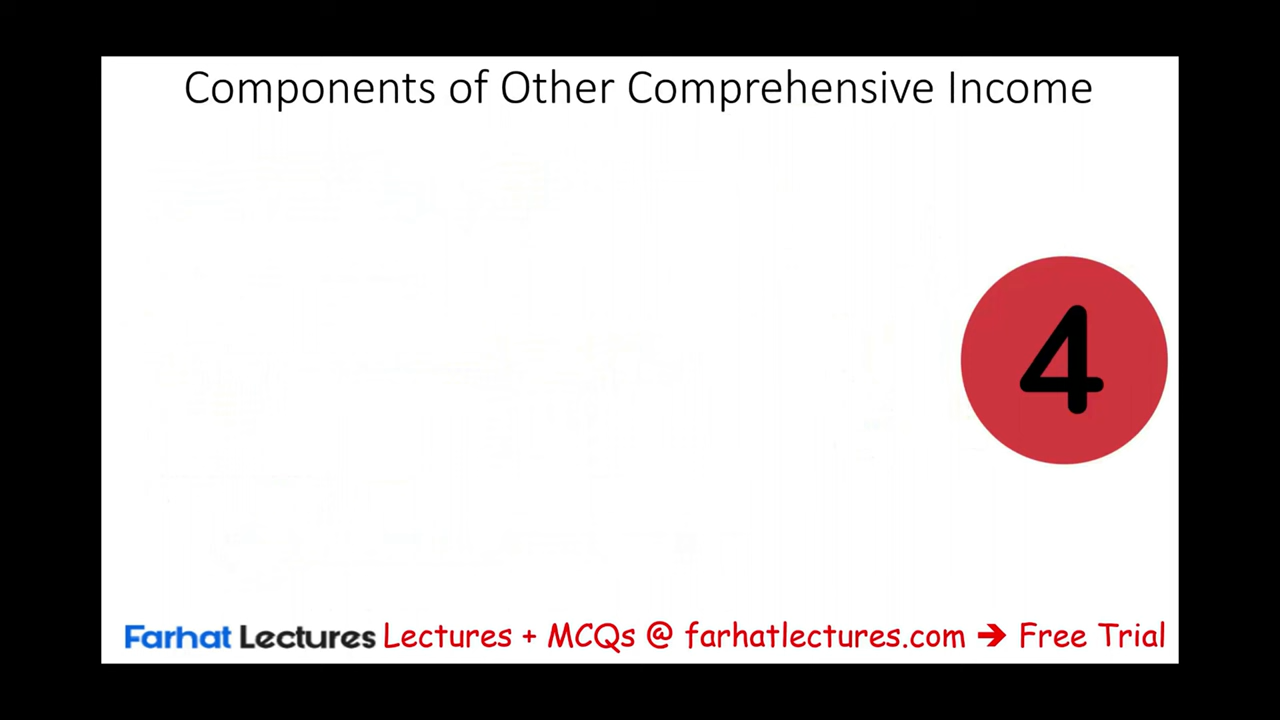 Components of Other Comprehensive Income
4
Farhat Lectures Lectures + MCQs @ farhatlectures.com → Free Trial